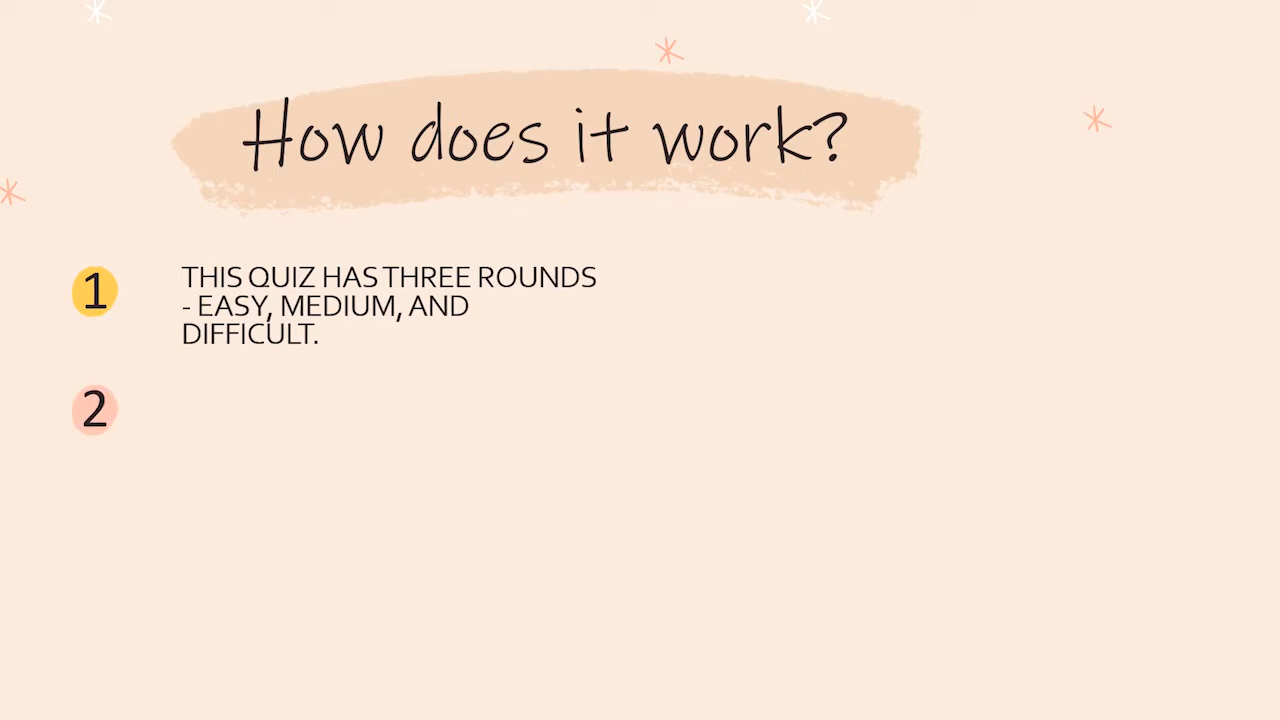 How does it work?
1
THIS QUIZ HAS THREE ROUNDS
- EASY, MEDIUM, AND
DIFFICULT.
2